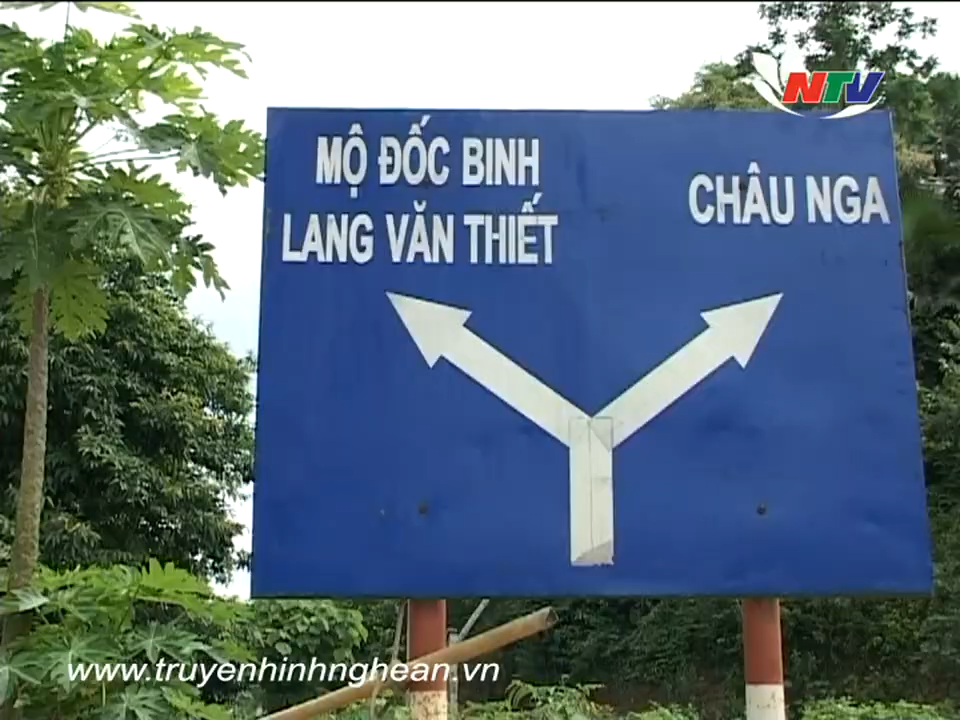 NTV
MỘ ĐỐC BINH
LANG VĂN THIẾT
CHÂU NGA
www.truyenhinhnghean.vn